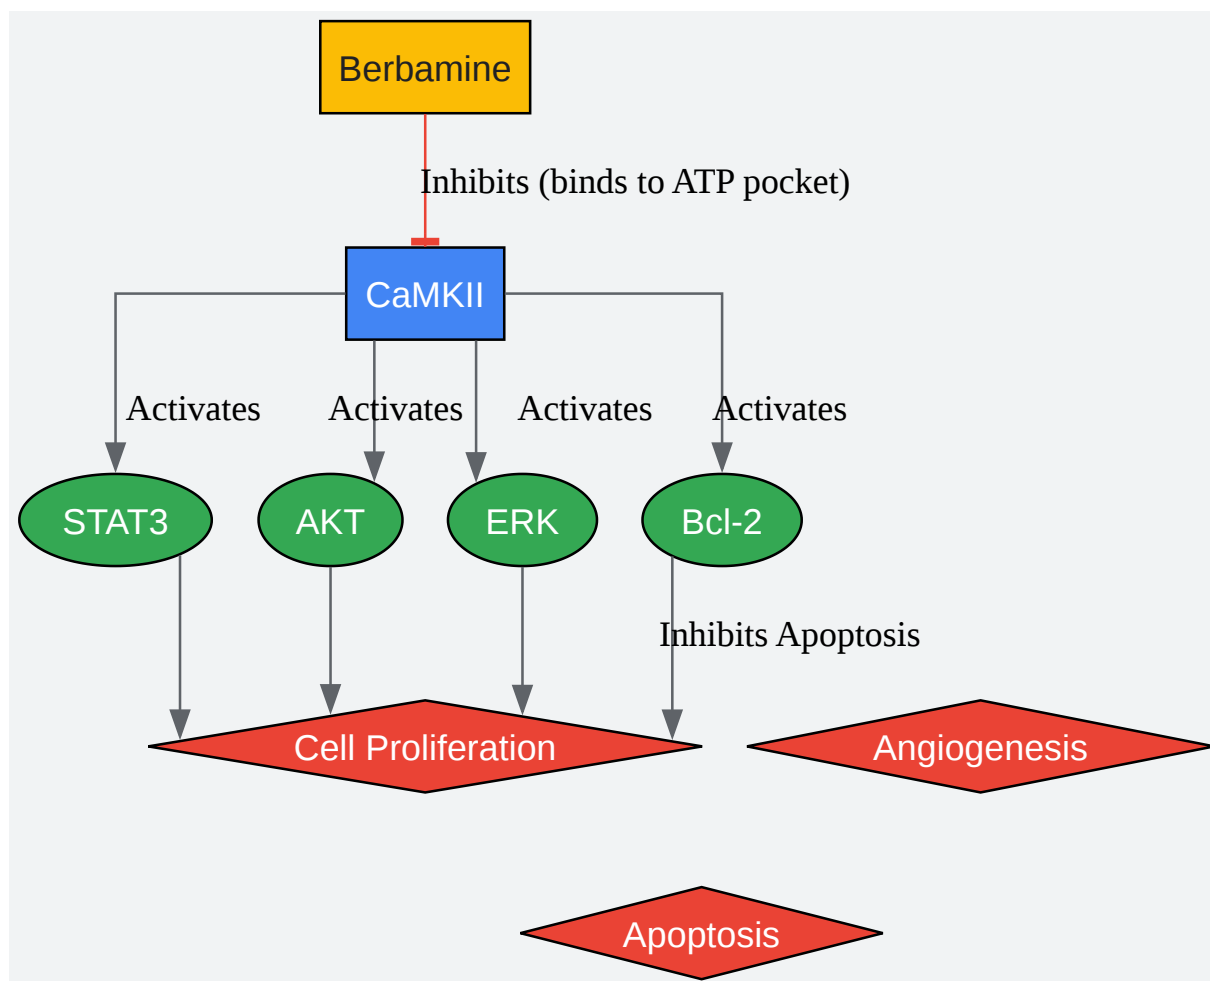 Berbamine
Inhibits (binds to ATP pocket)
CaMKII
Activates
Activates
Activates
Activates
STAT3
AKT
ERK
Bcl-2
Inhibits Apoptosis
Cell Proliferation
Angiogenesis
Apoptosis